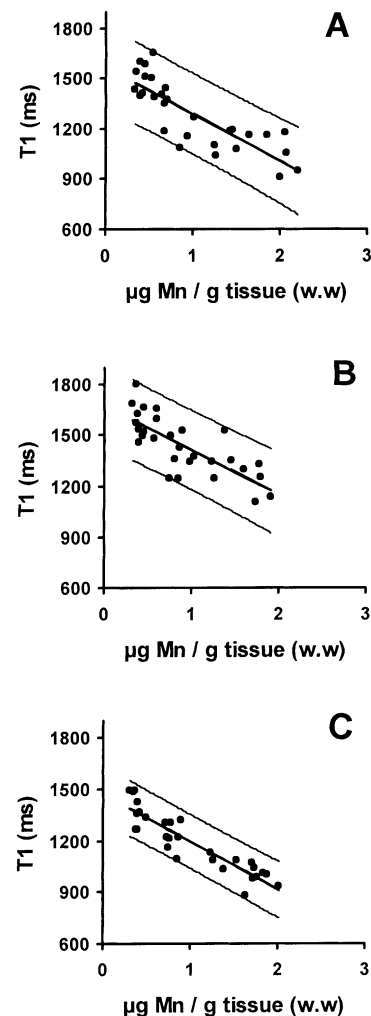 A
1800
1500
1200
900
600
T1 (ms)
0 1 2 3
µg Mn / g tissue (w.w)
B
1800
1500
1200
900
600
T1 (ms)
0 1 2 3
µg Mn / g tissue (w.w)
C
1800
1500
1200
900
600
T1 (ms)
0 1 2 3
µg Mn / g tissue (w.w)